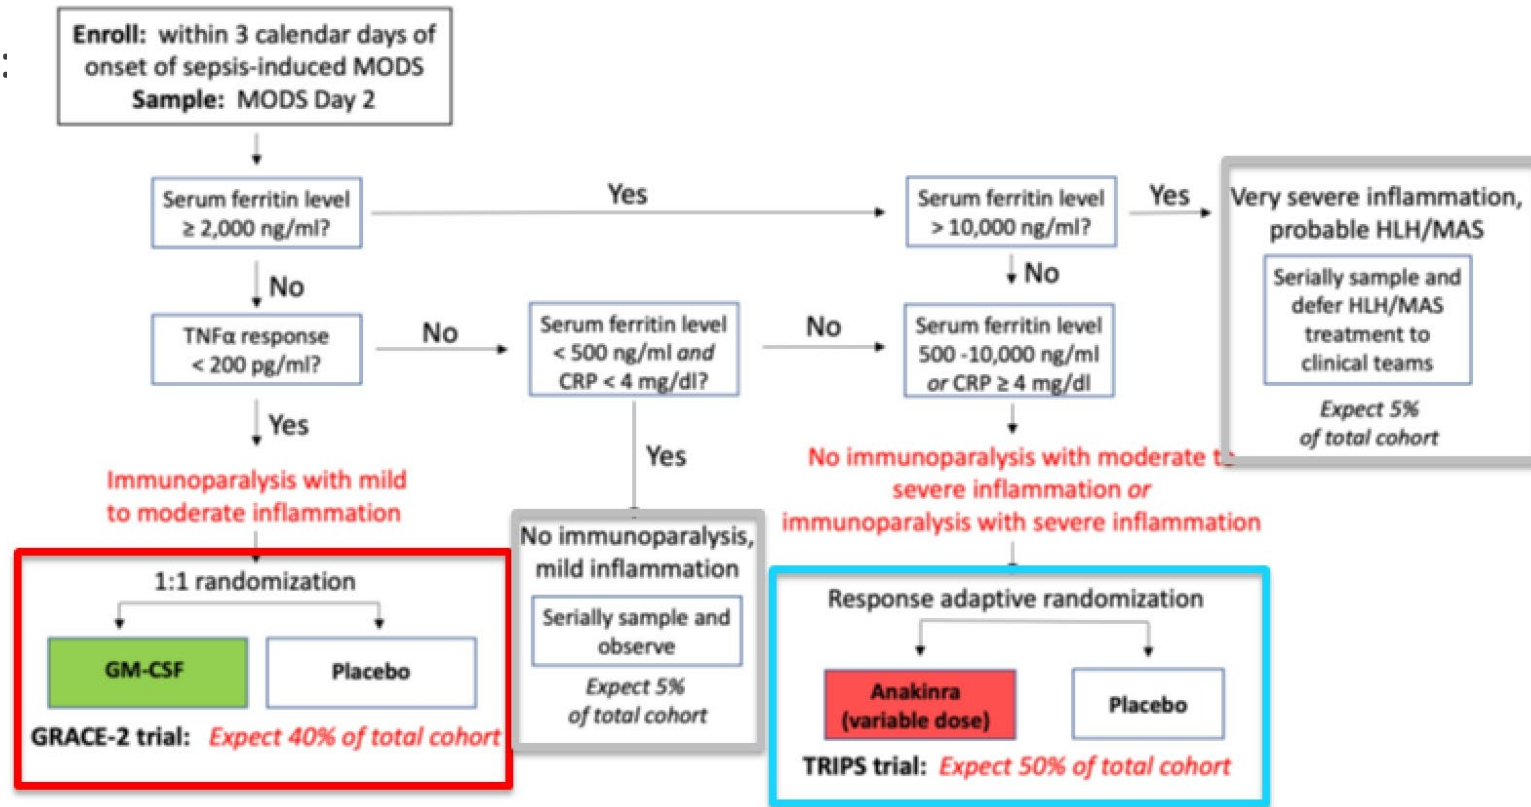 :
Enroll: within 3 calendar days of
onset of sepsis-induced MODS
Sample: MODS Day 2
Serum ferritin level
≥ 2,000 ng/ml?
Yes
Serum ferritin level
> 10,000 ng/ml?
Yes
Very severe inflammation,
probable HLH/MAS
Serially sample and
defer HLH/MAS
treatment to
clinical teams
Expect 5%
of total cohort
No
No
TNFα response
< 200 pg/ml?
No
Serum ferritin level
< 500 ng/ml and
CRP < 4 mg/dl?
No
Serum ferritin level
500 -10,000 ng/ml
or CRP ≥ 4 mg/dl
Yes
Yes
Immunoparalysis with mild
to moderate inflammation
No immunoparalysis with moderate to
severe inflammation or
immunoparalysis with severe inflammation
1:1 randomization
GM-CSF
Placebo
GRACE-2 trial: Expect 40% of total cohort
No immunoparalysis,
mild inflammation
Serially sample and
observe
Expect 5%
of total cohort
Response adaptive randomization
Anakinra
(variable dose)
Placebo
TRIPS trial: Expect 50% of total cohort